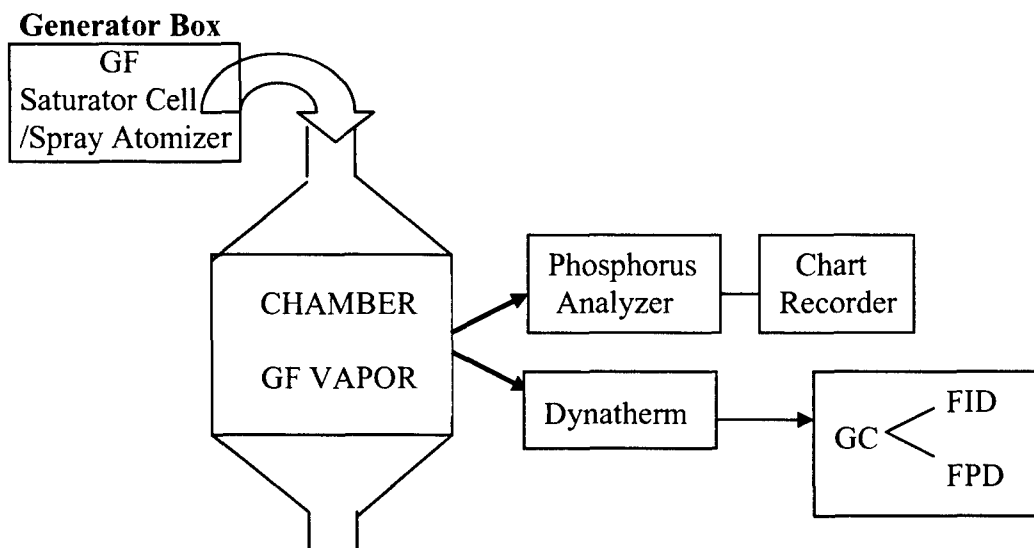 Generator Box
GF
Saturator Cell
/Spray Atomizer
CHAMBER
GF VAPOR
Phosphorus
Analyzer
Chart
Recorder
Dynatherm
GC
FID
FPD